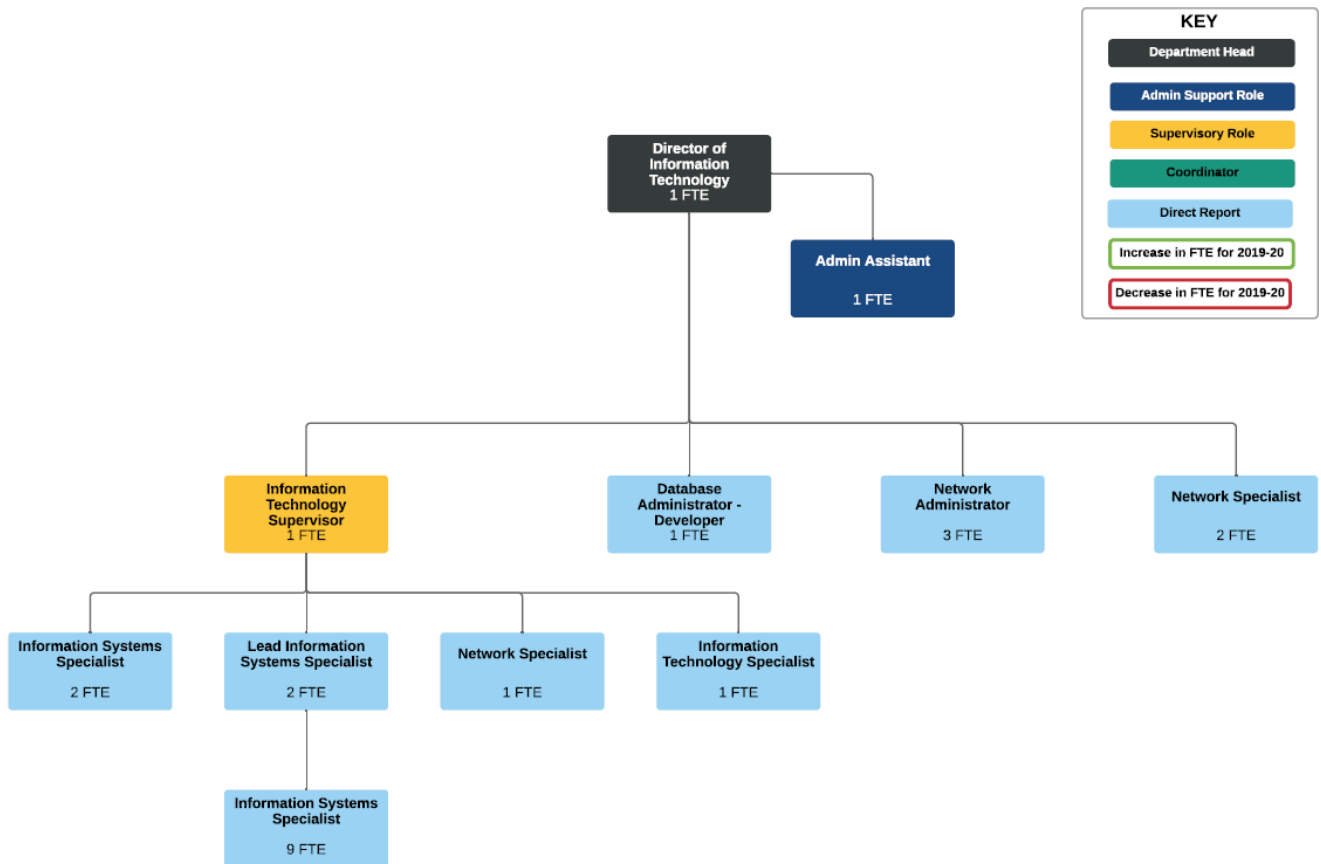 KEY
Department Head
Admin Support Role
Supervisory Role
Coordinator
Direct Report
Increase in FTE for 2019-20
Decrease in FTE for 2019-20
Director of
Information
Technology
1 FTE
Admin Assistant
1 FTE
Information
Technology
Supervisor
1 FTE
Database
Administrator -
Developer
1 FTE
Network
Administrator
3 FTE
Network Specialist
2 FTE
Information Systems
Specialist
2 FTE
Lead Information
Systems Specialist
2 FTE
Network Specialist
1 FTE
Information
Technology Specialist
1 FTE
Information Systems
Specialist
9 FTE